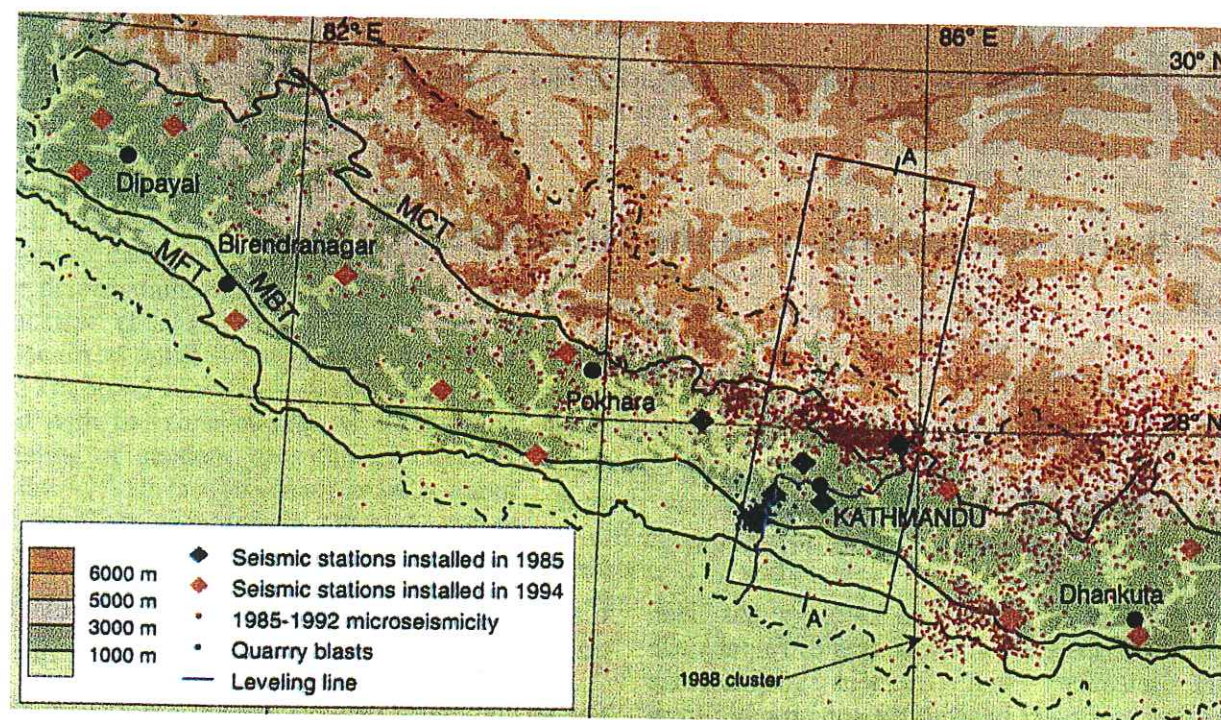 82° E
86° E
30° N
A
Dipayal
MCT
Birendranagar
MFT
MBT
Pokhara
28° N
KATHMANDU
Dhankuta
A'
1988 cluster
6000 m
5000 m
3000 m
1000 m
Seismic stations installed in 1985
Seismic stations installed in 1994
1985-1992 microseismicity
Quarrry blasts
Leveling line